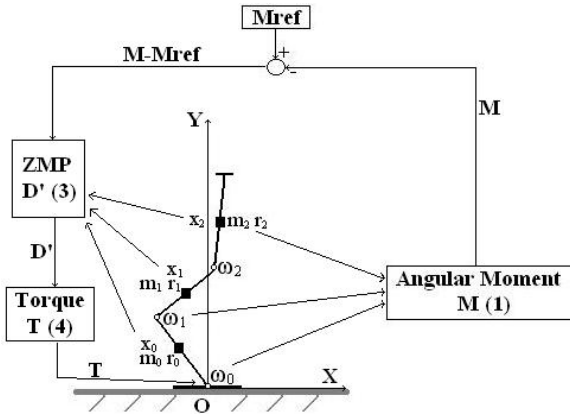 Mref
+
-
M-Mref
M
Y
ZMP
D' (3)
x₂ m₂ r₂
D'
x₁
m₁ r₁
ω₂
Angular Moment
M (1)
Torque
T (4)
ω₁
x₀
m₀ r₀
T
ω₀
X
O